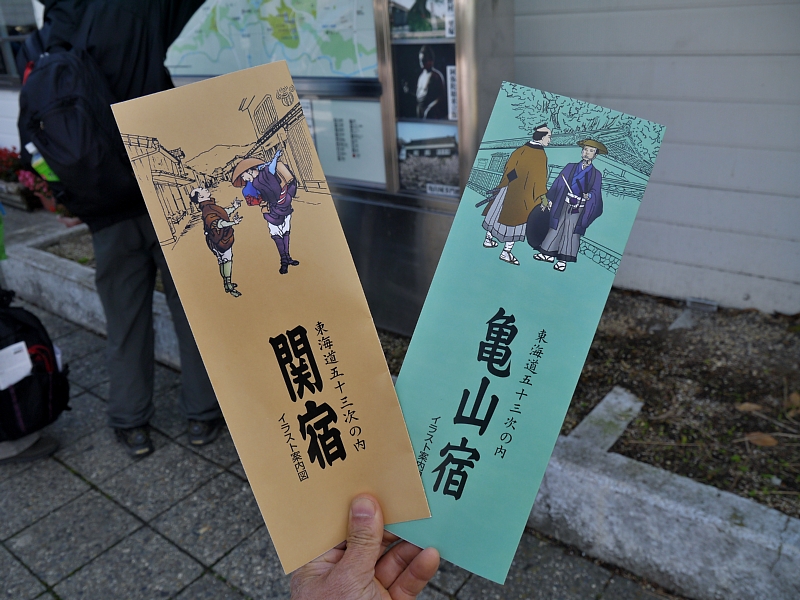 東海道五十三次の内
関宿
イラスト案内図
東海道五十三次の内
亀山宿
イラスト案内